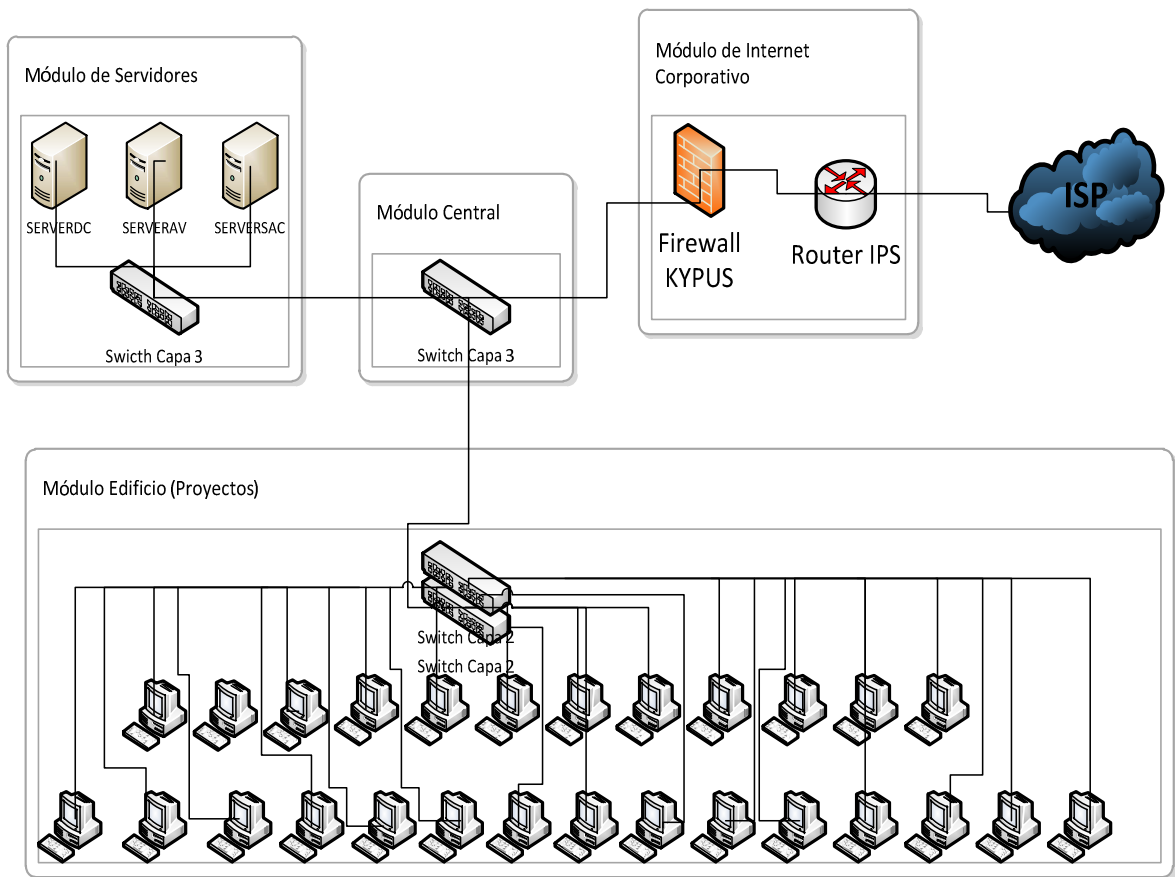 Módulo de Servidores
SERVERDC
SERVERAV
SERVERSAC
Swicth Capa 3
Módulo Central
Switch Capa 3
Módulo de Internet
Corporativo
Firewall
KYPUS
Router IPS
ISP
Módulo Edificio (Proyectos)
Switch Capa 2
Switch Capa 2